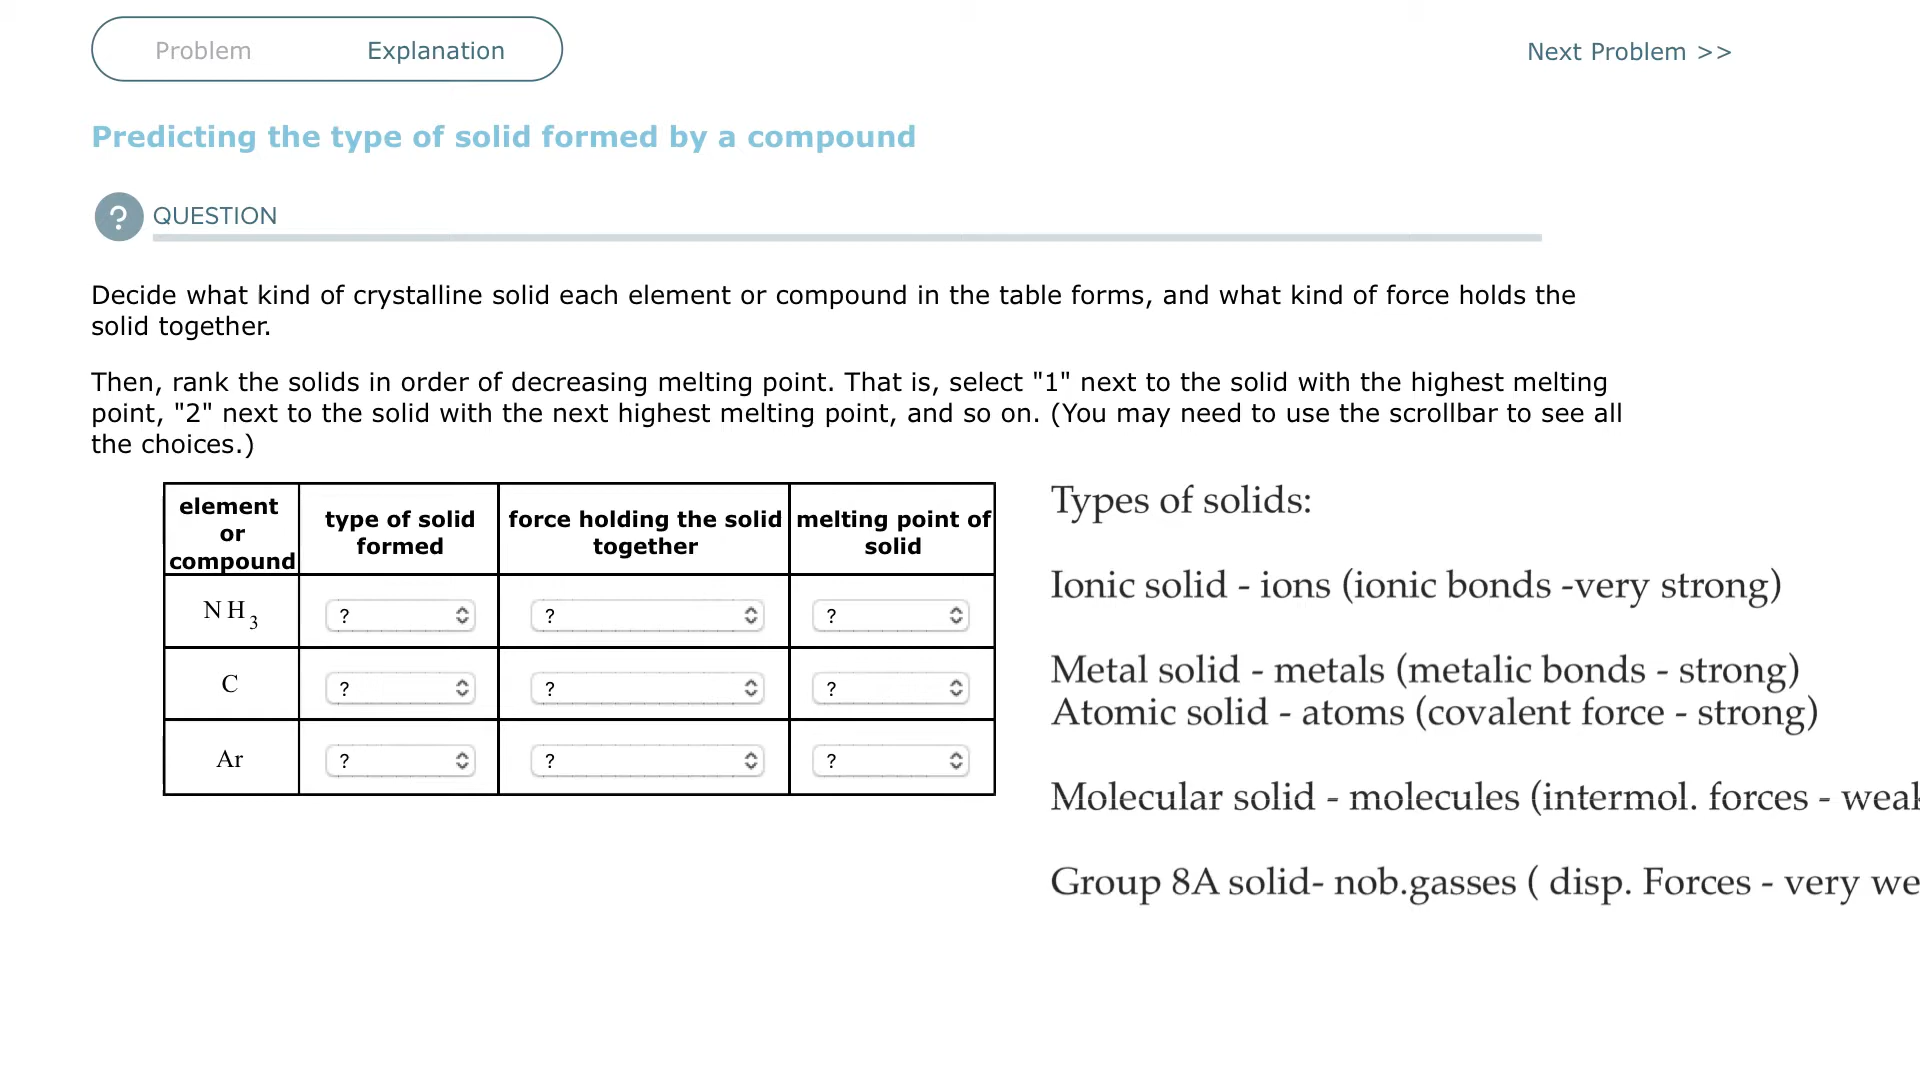 Problem Explanation Next Problem >>
Predicting the type of solid formed by a compound
? QUESTION
Decide what kind of crystalline solid each element or compound in the table forms, and what kind of force holds the
solid together.
Then, rank the solids in order of decreasing melting point. That is, select "1" next to the solid with the highest melting
point, "2" next to the solid with the next highest melting point, and so on. (You may need to use the scrollbar to see all
the choices.)
element or compound type of solid formed force holding the solid together melting point of solid
NH3 ? ? ?
C ? ? ?
Ar ? ? ?
Types of solids:
Ionic solid - ions (ionic bonds -very strong)
Metal solid - metals (metalic bonds - strong)
Atomic solid - atoms (covalent force - strong)
Molecular solid - molecules (intermol. forces -
Group 8A solid- nob.gasses ( disp. Forces - very